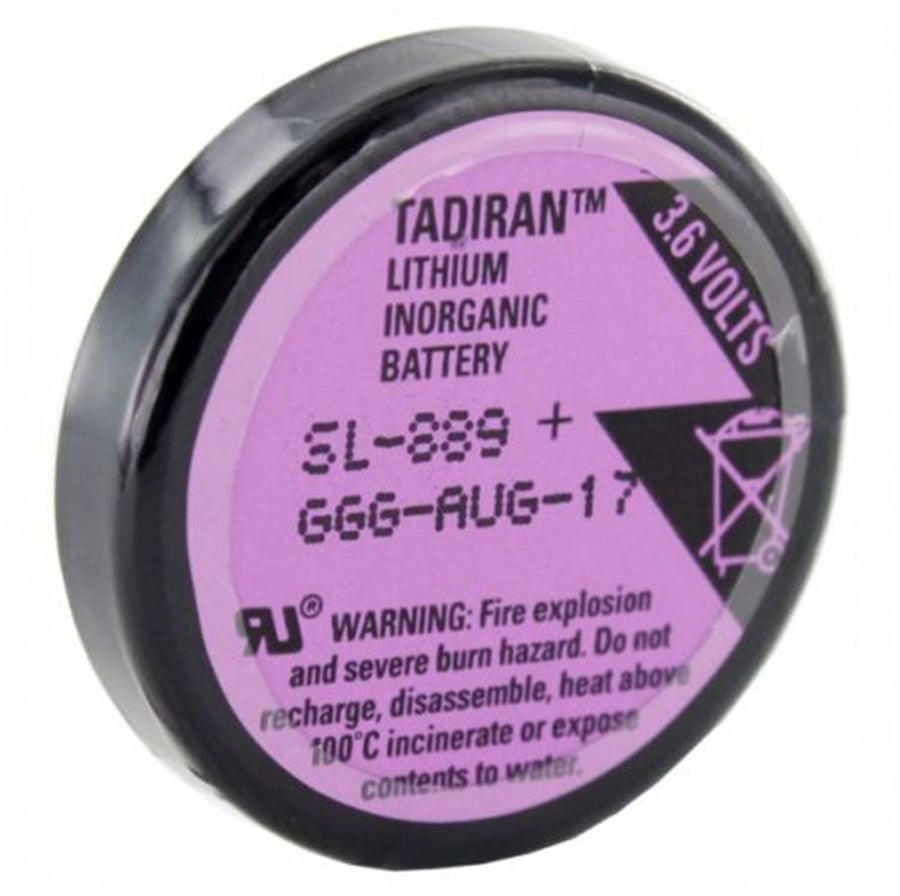 TADIRAN™
3.6 VOLTS
LITHIUM
INORGANIC
BATTERY
SL-889 +
GGG-AUG-17
RU® WARNING: Fire explosion
and severe burn hazard. Do not
recharge, disassemble, heat above
100°C incinerate or expose
contents to water.